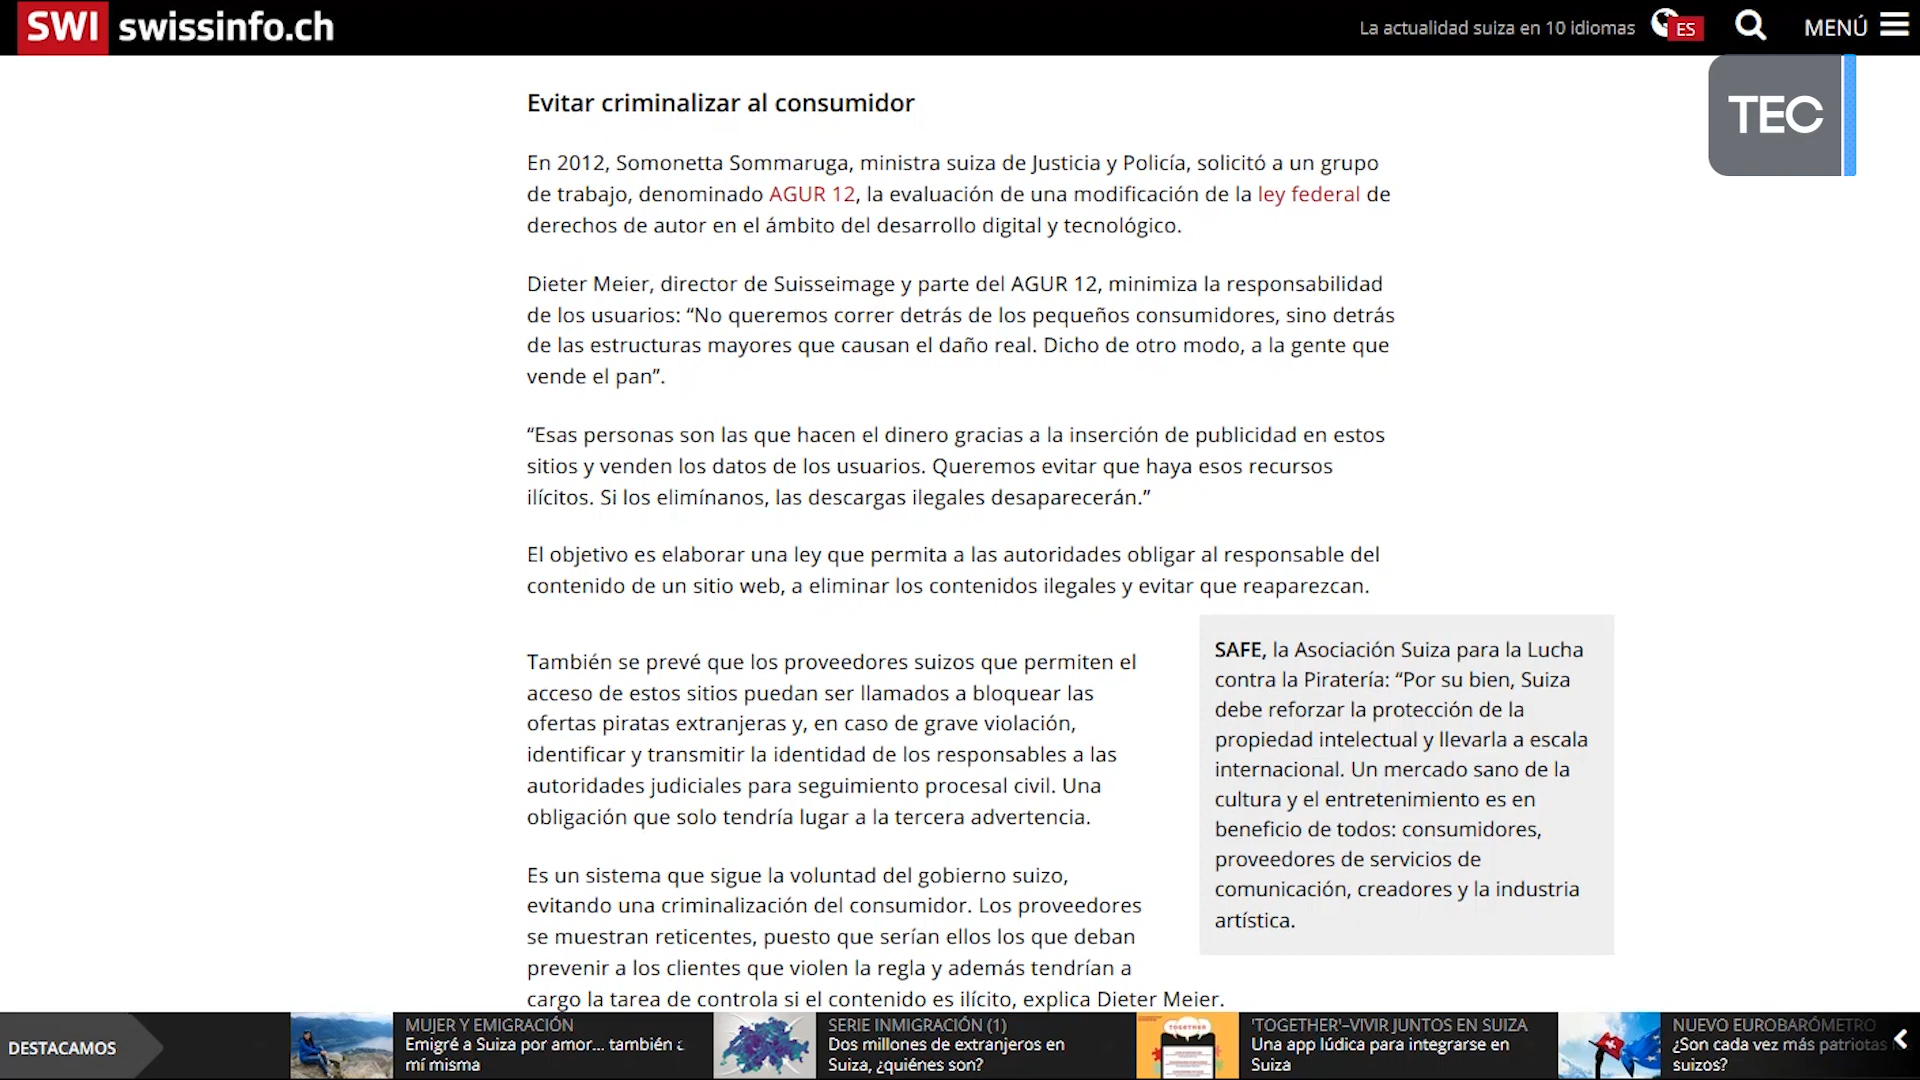 SWI swissinfo.ch
La actualidad suiza en 10 idiomas
ES
MENÚ
TEC
Evitar criminalizar al consumidor
En 2012, Somonetta Sommaruga, ministra suiza de Justicia y Policía, solicitó a un grupo
de trabajo, denominado AGUR 12, la evaluación de una modificación de la ley federal de
derechos de autor en el ámbito del desarrollo digital y tecnológico.
Dieter Meier, director de Suisseimage y parte del AGUR 12, minimiza la responsabilidad
de los usuarios: “No queremos correr detrás de los pequeños consumidores, sino detrás
de las estructuras mayores que causan el daño real. Dicho de otro modo, a la gente que
vende el pan”.
“Esas personas son las que hacen el dinero gracias a la inserción de publicidad en estos
sitios y venden los datos de los usuarios. Queremos evitar que haya esos recursos
ilícitos. Si los elimínanos, las descargas ilegales desaparecerán.”
El objetivo es elaborar una ley que permita a las autoridades obligar al responsable del
contenido de un sitio web, a eliminar los contenidos ilegales y evitar que reaparezcan.
También se prevé que los proveedores suizos que permiten el
acceso de estos sitios puedan ser llamados a bloquear las
ofertas piratas extranjeras y, en caso de grave violación,
identificar y transmitir la identidad de los responsables a las
autoridades judiciales para seguimiento procesal civil. Una
obligación que solo tendría lugar a la tercera advertencia.
Es un sistema que sigue la voluntad del gobierno suizo,
evitando una criminalización del consumidor. Los proveedores
se muestran reticentes, puesto que serían ellos los que deban
prevenir a los clientes que violen la regla y además tendrían a
cargo la tarea de controla si el contenido es ilícito, explica Dieter Meier.
SAFE, la Asociación Suiza para la Lucha
contra la Piratería: “Por su bien, Suiza
debe reforzar la protección de la
propiedad intelectual y llevarla a escala
internacional. Un mercado sano de la
cultura y el entretenimiento es en
beneficio de todos: consumidores,
proveedores de servicios de
comunicación, creadores y la industria
artística.
DESTACAMOS
MUJER Y EMIGRACIÓN
Emigré a Suiza por amor... también
mí misma
SERIE INMIGRACIÓN (1)
Dos millones de extranjeros en
Suiza, ¿quiénes son?
TOGETHER
'TOGETHER'–VIVIR JUNTOS EN SUIZA
Una app lúdica para integrarse en
Suiza
NUEVO EUROBARÓMETRO
¿Son cada vez más patriotas
suizos?